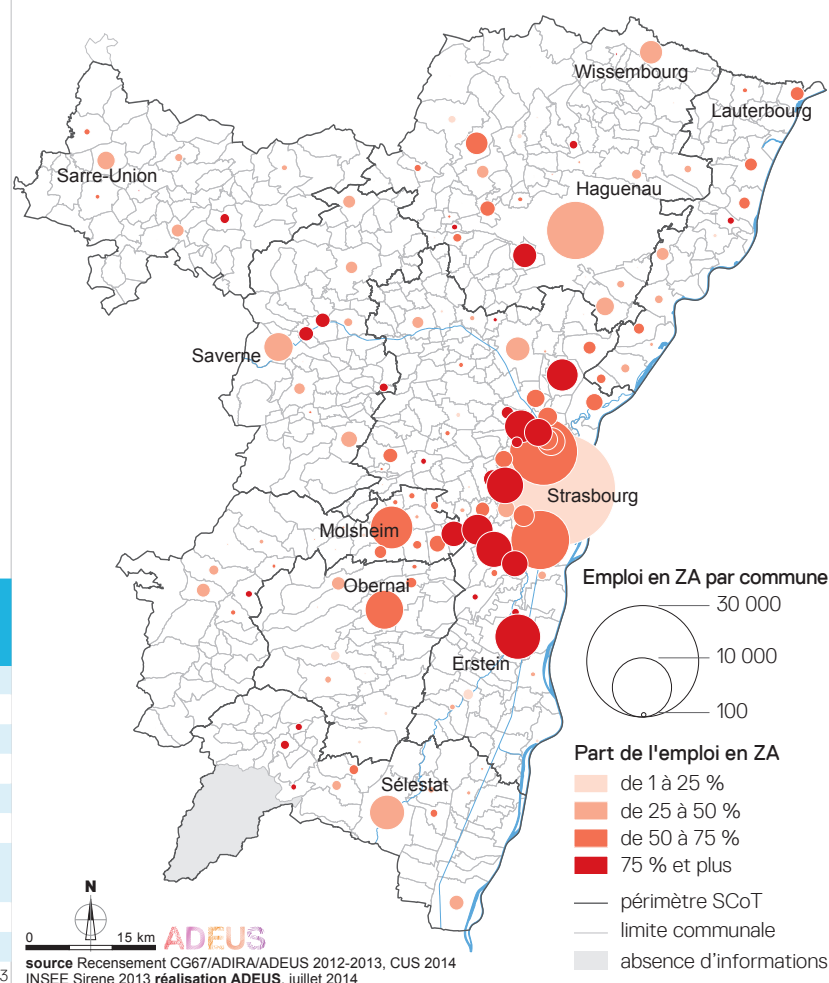 Wissembourg
Lauterbourg
Sarre-Union
Haguenau
Saverne
Strasbourg
Molsheim
Obernai
Erstein
Sélestat
Emploi en ZA par commune
30 000
10 000
100
Part de l'emploi en ZA
de 1 à 25 %
de 25 à 50 %
de 50 à 75 %
75 % et plus
périmètre SCoT
limite communale
absence d'informations
N
0 15 km ADEUS
source Recensement CG67/ADIRA/ADEUS 2012-2013, CUS 2014
3 INSEE Sirene 2013 réalisation ADEUS, juillet 2014